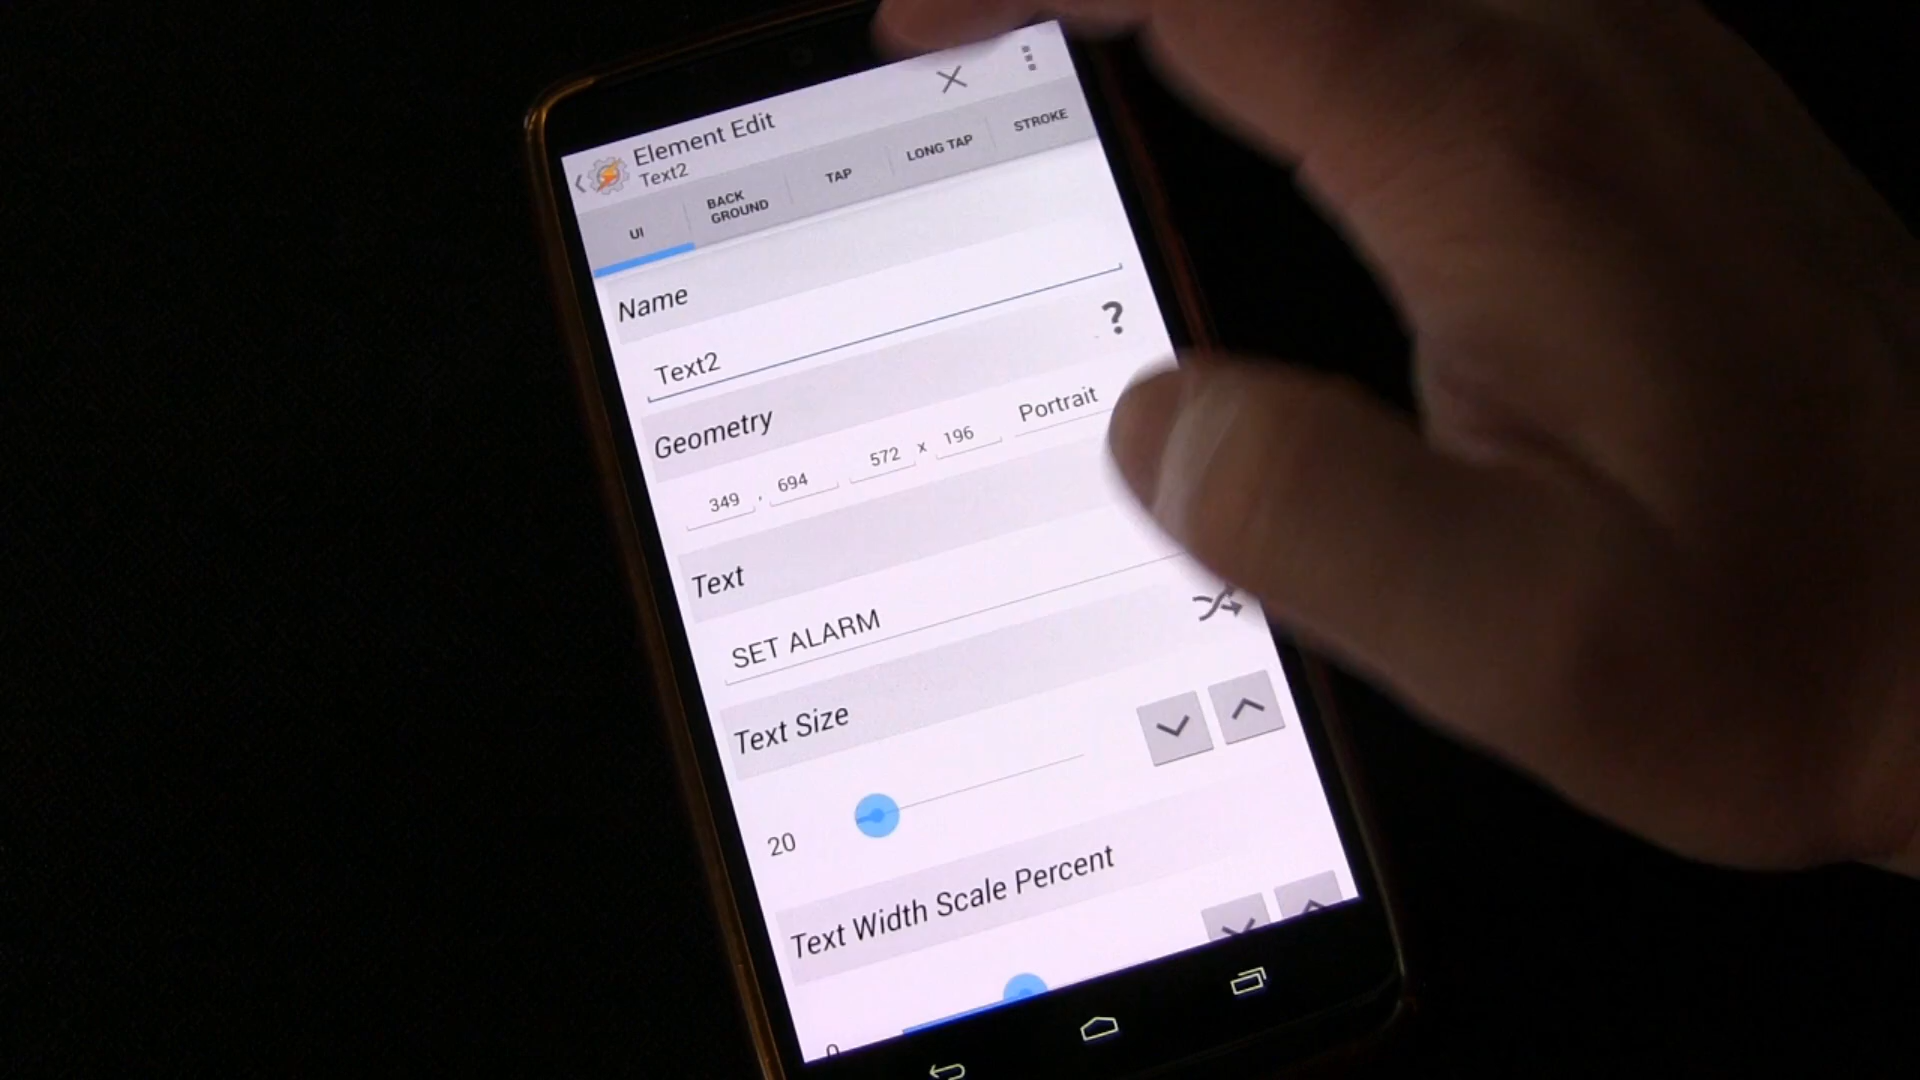 Element Edit
Text2
UI
BACK
GROUND
TAP
LONG TAP
STROKE
Name
Text2
Geometry
?
349 , 694 572 x 196 Portrait
Text
SET ALARM
Text Size
20
Text Width Scale Percent